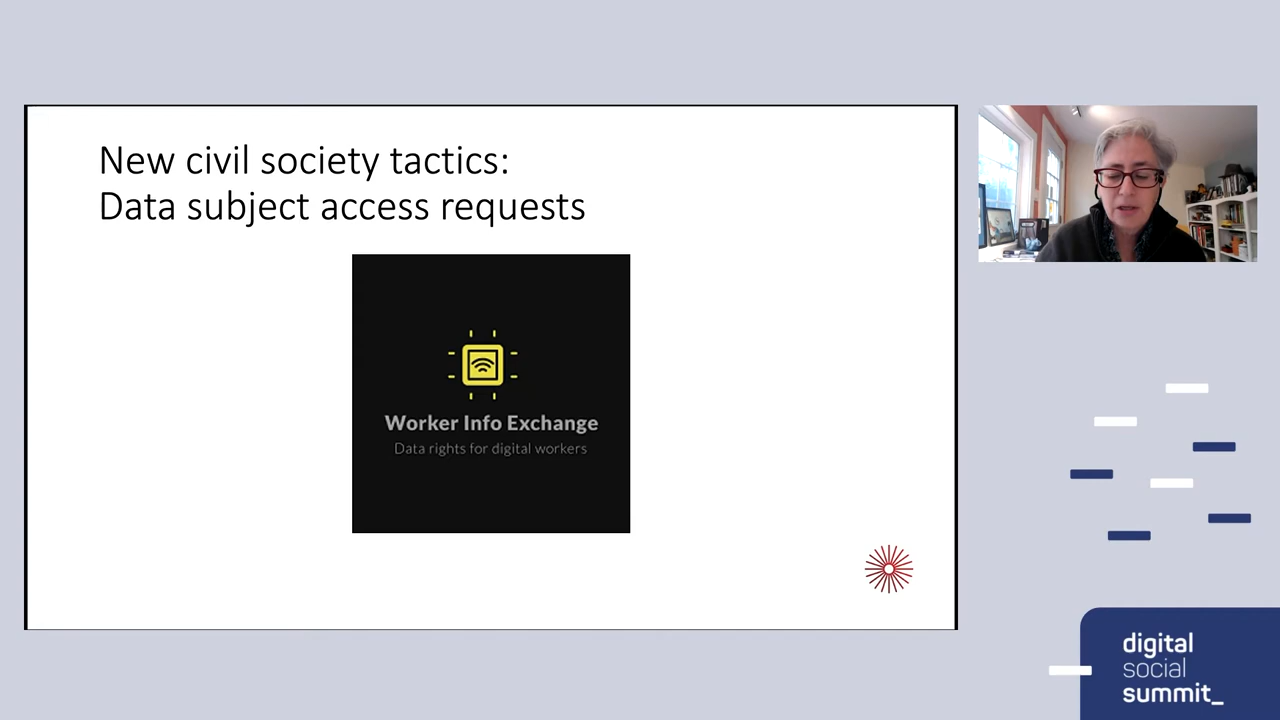 New civil society tactics:
Data subject access requests
Worker Info Exchange
Data rights for digital workers
digital
social
summit_